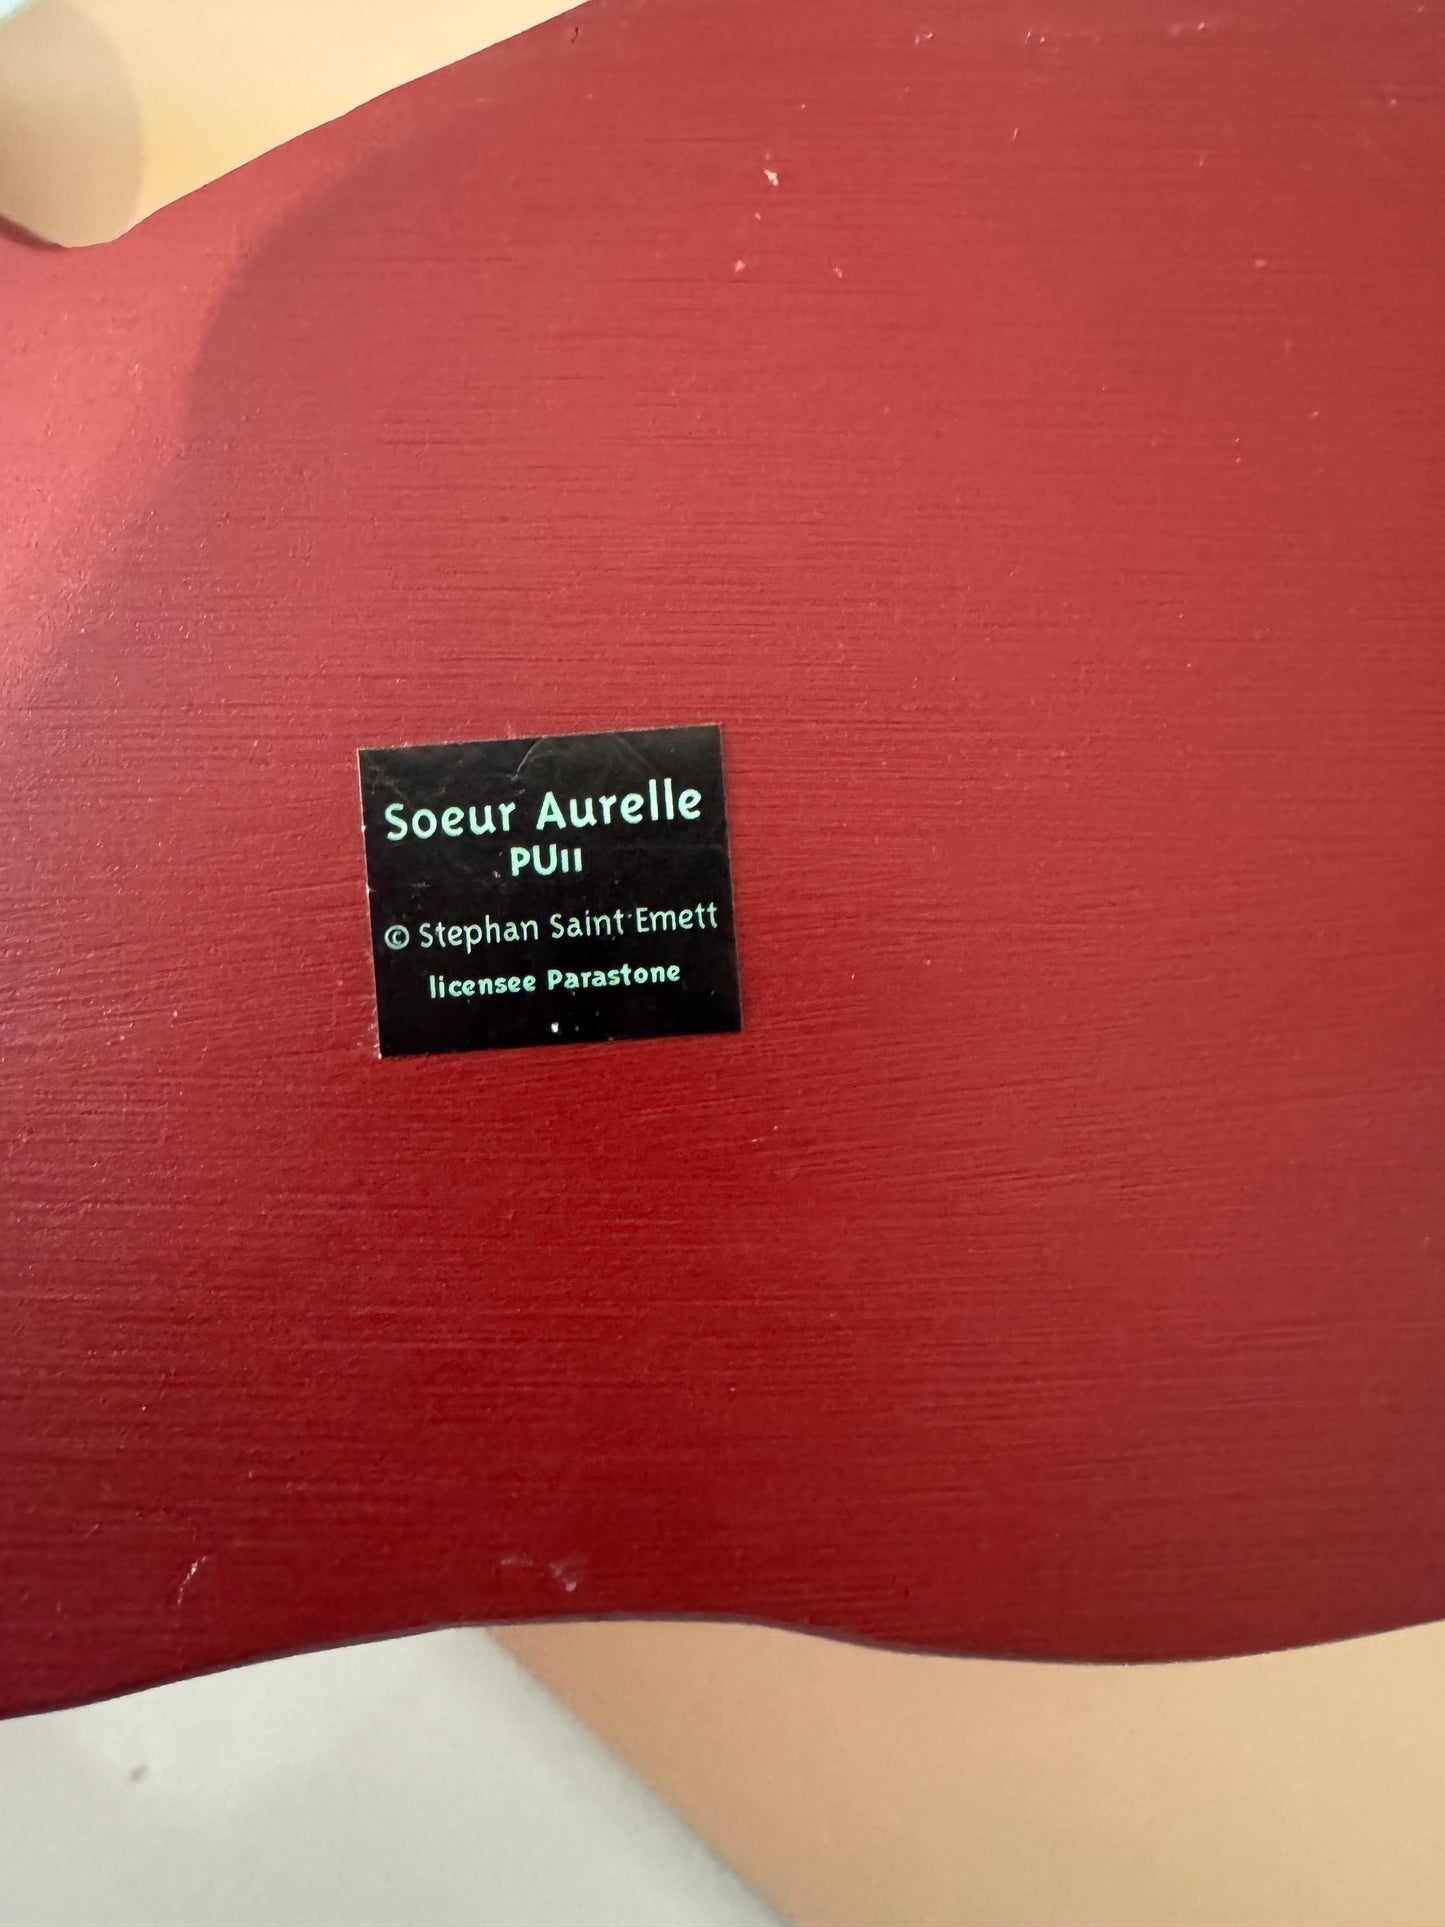 Soeur Aurelle
PU11
© Stephan Saint Emett
licensee Parastone